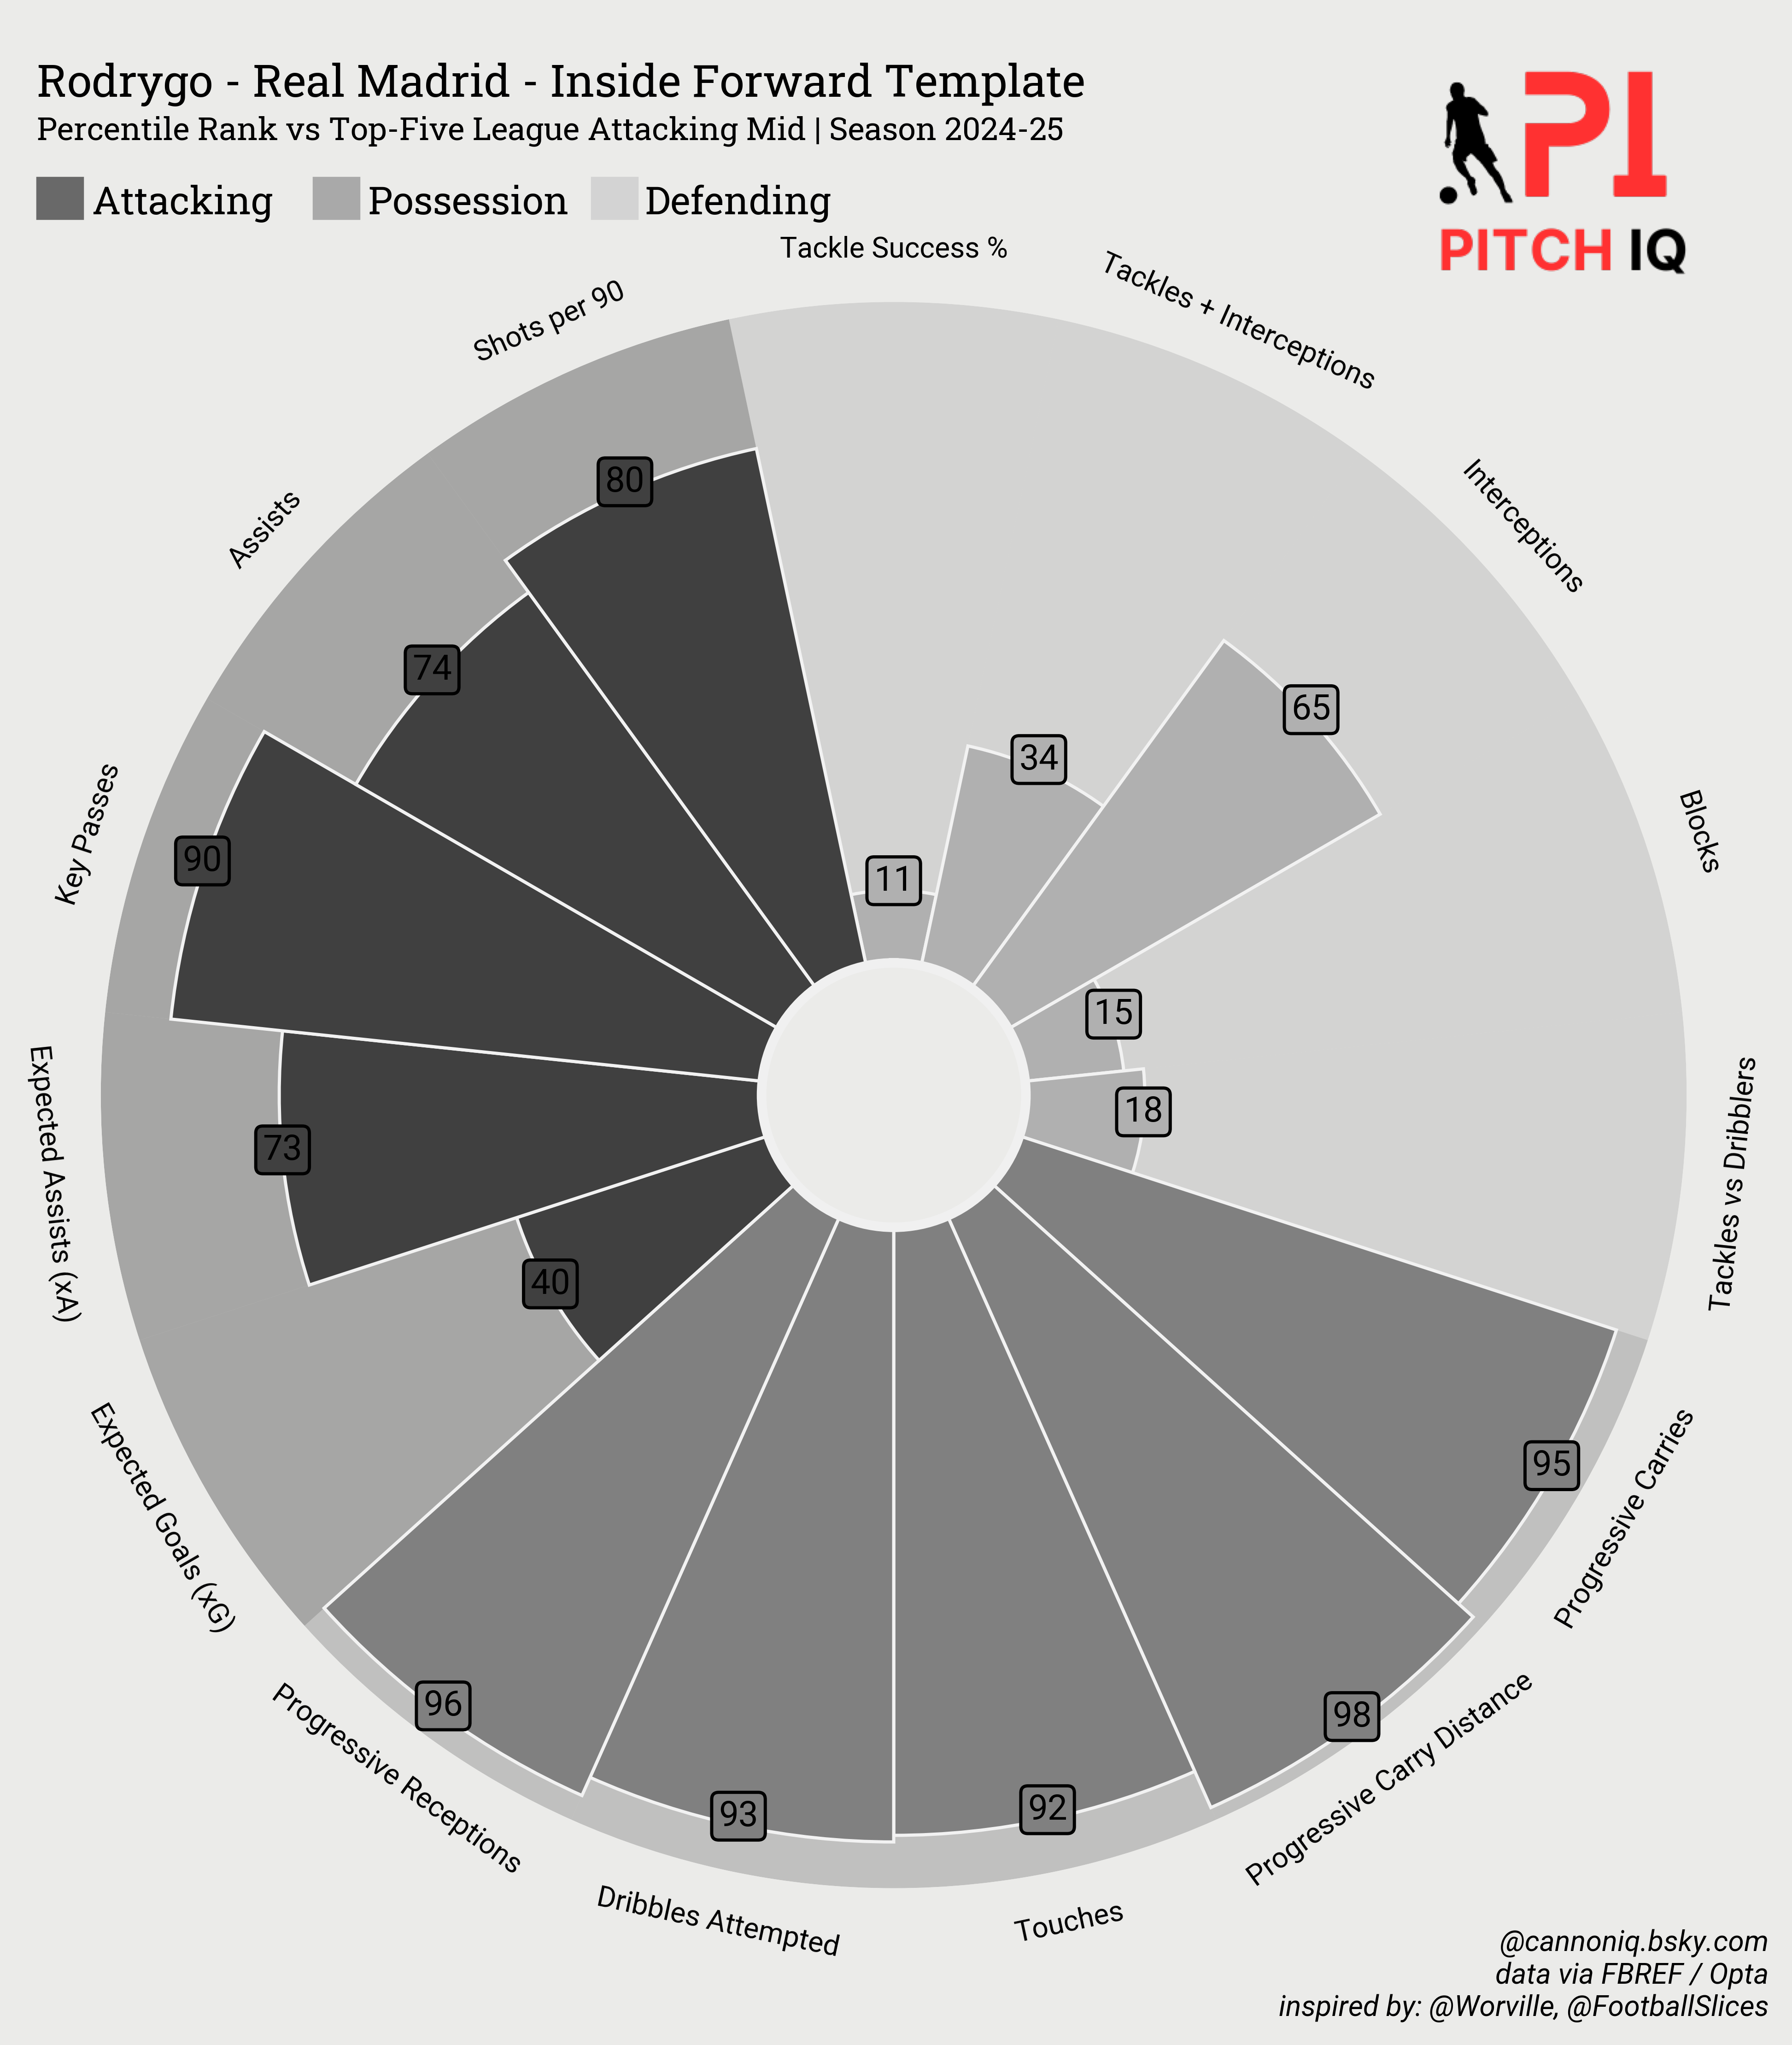 Rodrygo - Real Madrid - Inside Forward Template
Percentile Rank vs Top-Five League Attacking Mid | Season 2024-25
Attacking
Possession
Defending
PI
PITCH IQ
Tackle Success %
Tackles + Interceptions
Interceptions
Blocks
Tackles vs Dribblers
Progressive Carries
Progressive Carry Distance
Touches
Dribbles Attempted
Progressive Receptions
Expected Goals (xG)
Expected Assists (xA)
Key Passes
Assists
Shots per 90
11
34
65
15
18
95
98
92
93
96
40
73
90
74
80
@cannoniq.bsky.com
data via FBREF / Opta
inspired by: @Worville, @FootballSlices